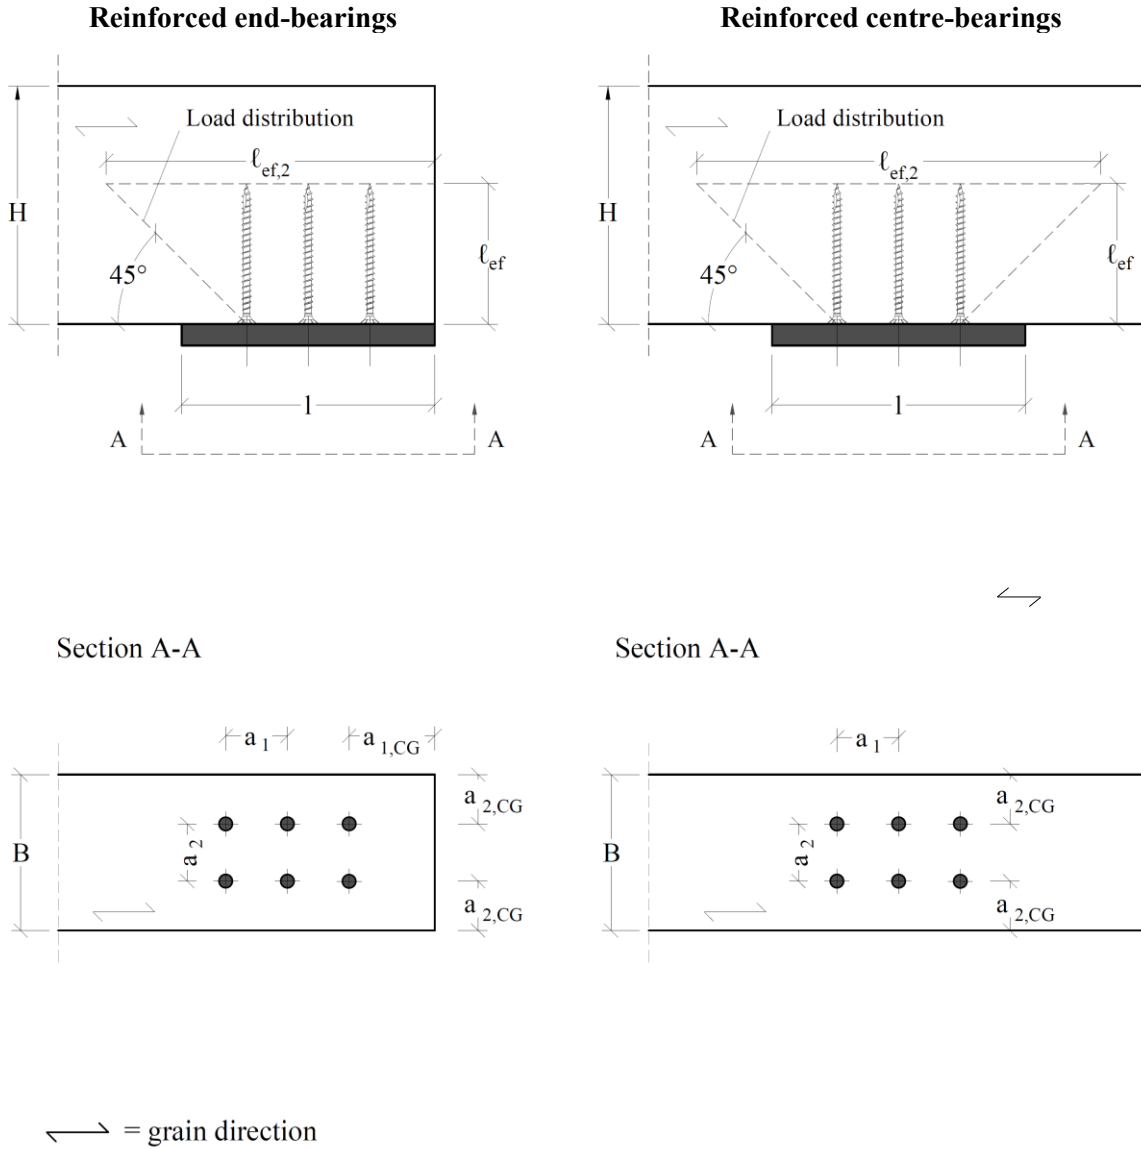 Reinforced end-bearings
Reinforced centre-bearings
Load distribution
ℓef,2
H
45°
ℓef
l
A
A
Load distribution
ℓef,2
H
45°
ℓef
l
A
A
Section A-A
Section A-A
a1
a1,CG
a2,CG
B
a2
a2,CG
a1
a2,CG
B
a2
a2,CG
= grain direction